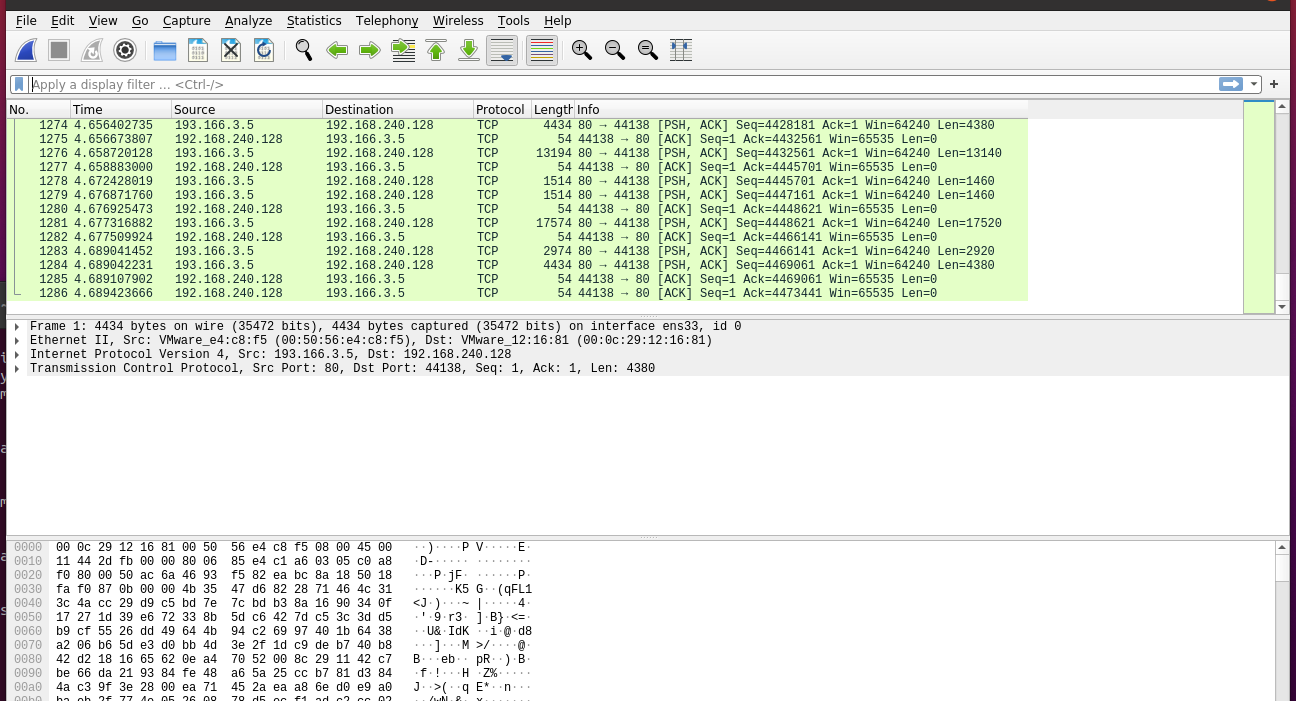 File Edit View Go Capture Analyze Statistics Telephony Wireless Tools Help
Apply a display filter ... <Ctrl-/>
No. Time Source Destination Protocol Length Info
1274 4.656402735 193.166.3.5 192.168.240.128 TCP 4434 80 → 44138 [PSH, ACK] Seq=4428181 Ack=1 Win=64240 Len=4380
1275 4.656673807 192.168.240.128 193.166.3.5 TCP 54 44138 → 80 [ACK] Seq=1 Ack=4432561 Win=65535 Len=0
1276 4.658720128 193.166.3.5 192.168.240.128 TCP 13194 80 → 44138 [PSH, ACK] Seq=4432561 Ack=1 Win=64240 Len=13140
1277 4.658883000 192.168.240.128 193.166.3.5 TCP 54 44138 → 80 [ACK] Seq=1 Ack=4445701 Win=65535 Len=0
1278 4.672428019 193.166.3.5 192.168.240.128 TCP 1514 80 → 44138 [PSH, ACK] Seq=4445701 Ack=1 Win=64240 Len=1460
1279 4.676871760 193.166.3.5 192.168.240.128 TCP 1514 80 → 44138 [PSH, ACK] Seq=4447161 Ack=1 Win=64240 Len=1460
1280 4.676925473 192.168.240.128 193.166.3.5 TCP 54 44138 → 80 [ACK] Seq=1 Ack=4448621 Win=65535 Len=0
1281 4.677316882 193.166.3.5 192.168.240.128 TCP 17574 80 → 44138 [PSH, ACK] Seq=4448621 Ack=1 Win=64240 Len=17520
1282 4.677509924 192.168.240.128 193.166.3.5 TCP 54 44138 → 80 [ACK] Seq=1 Ack=4466141 Win=65535 Len=0
1283 4.689041452 193.166.3.5 192.168.240.128 TCP 2974 80 → 44138 [PSH, ACK] Seq=4466141 Ack=1 Win=64240 Len=2920
1284 4.689042231 193.166.3.5 192.168.240.128 TCP 4434 80 → 44138 [PSH, ACK] Seq=4469061 Ack=1 Win=64240 Len=4380
1285 4.689107902 192.168.240.128 193.166.3.5 TCP 54 44138 → 80 [ACK] Seq=1 Ack=4469061 Win=65535 Len=0
1286 4.689423666 192.168.240.128 193.166.3.5 TCP 54 44138 → 80 [ACK] Seq=1 Ack=4473441 Win=65535 Len=0
Frame 1: 4434 bytes on wire (35472 bits), 4434 bytes captured (35472 bits) on interface ens33, id 0
Ethernet II, Src: VMware_e4:c8:f5 (00:50:56:e4:c8:f5), Dst: VMware_12:16:81 (00:0c:29:12:16:81)
Internet Protocol Version 4, Src: 193.166.3.5, Dst: 192.168.240.128
Transmission Control Protocol, Src Port: 80, Dst Port: 44138, Seq: 1, Ack: 1, Len: 4380
0000 00 0c 29 12 16 81 00 50 56 e4 c8 f5 08 00 45 00 ··)····P V·····E·
0010 11 44 2d fb 00 00 80 06 85 e4 c1 a6 03 05 c0 a8 ·D-····· ········
0020 f0 80 00 50 ac 6a 46 93 f5 82 ea bc 8a 18 50 18 ···P·jF· ······P·
0030 fa f0 87 0b 00 00 4b 35 47 d6 82 28 71 46 4c 31 ······K5 G··(qFL1
0040 3c 4a cc 29 d9 c5 bd 7e 7c bd b3 8a 16 90 34 0f <J·)···~ |·····4·
0050 17 27 1d 39 e6 72 33 8b 5d c6 42 7d c5 3c 3d d5 ·'·9·r3· ]·B}·<=·
0060 b9 cf 55 26 dd 49 64 4b 94 c2 69 97 40 1b 64 38 ··U&·IdK ··i·@·d8
0070 a2 06 b6 5d e3 d0 bb 4d 3e 2f 1d c9 de b7 40 b8 ···]···M >/····@·
0080 42 d2 18 16 65 62 0e a4 70 52 00 8c 29 11 42 c7 B···eb·· pR··)·B·
0090 be 66 da 21 93 84 fe 48 a6 5a 25 cc b7 81 d3 84 ·f·!···H ·Z%·····
00a0 4a c3 9f 3e 28 00 ea 71 45 2a ea a8 6e d0 e9 a0 J··>(··q E*··n···